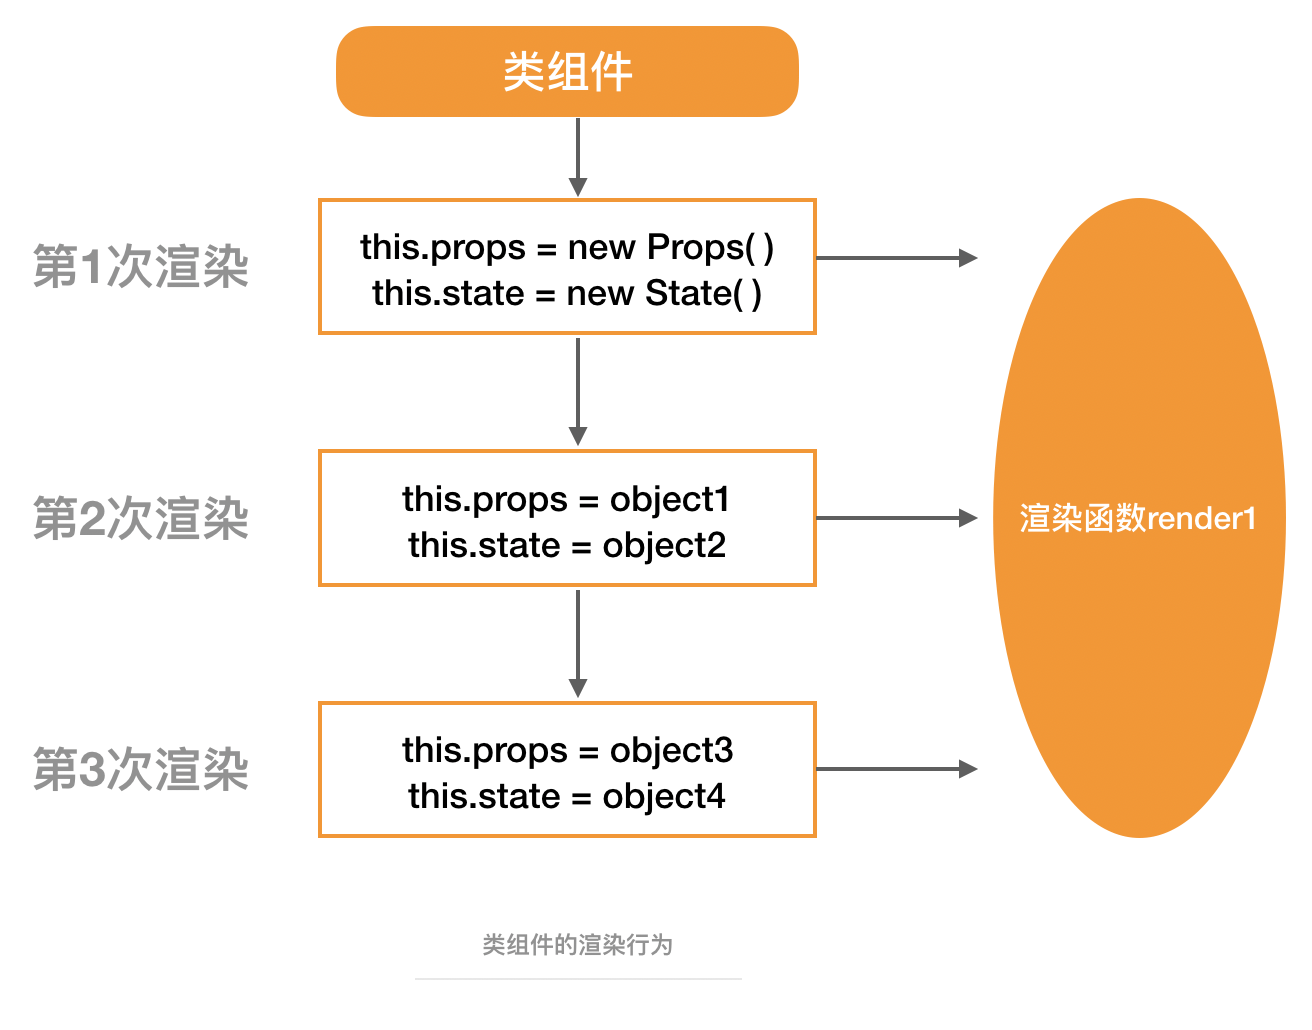 类组件
第1次渲染
this.props = new Props( )
this.state = new State( )
第2次渲染
this.props = object1
this.state = object2
渲染函数render1
第3次渲染
this.props = object3
this.state = object4
类组件的渲染行为